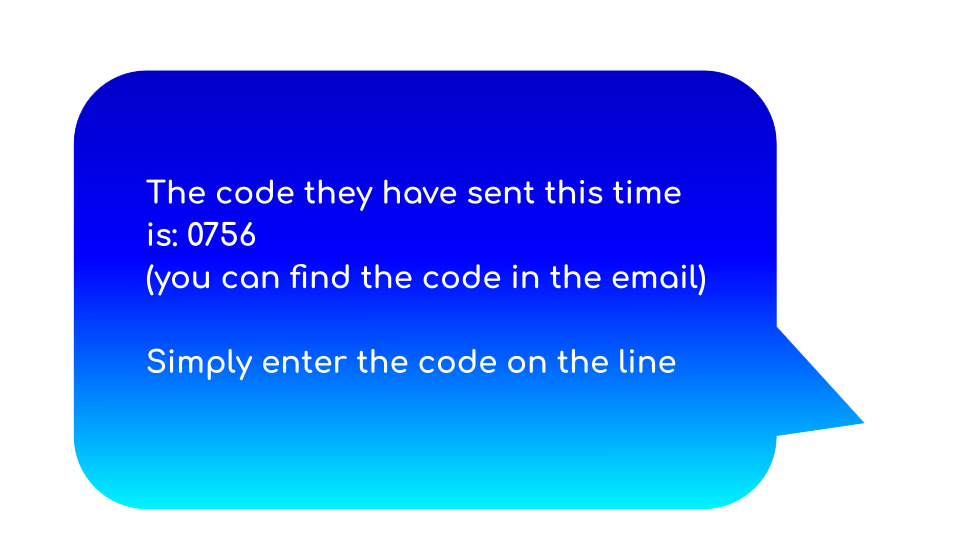 The code they have sent this time
is: 0756
(you can find the code in the email)
Simply enter the code on the line